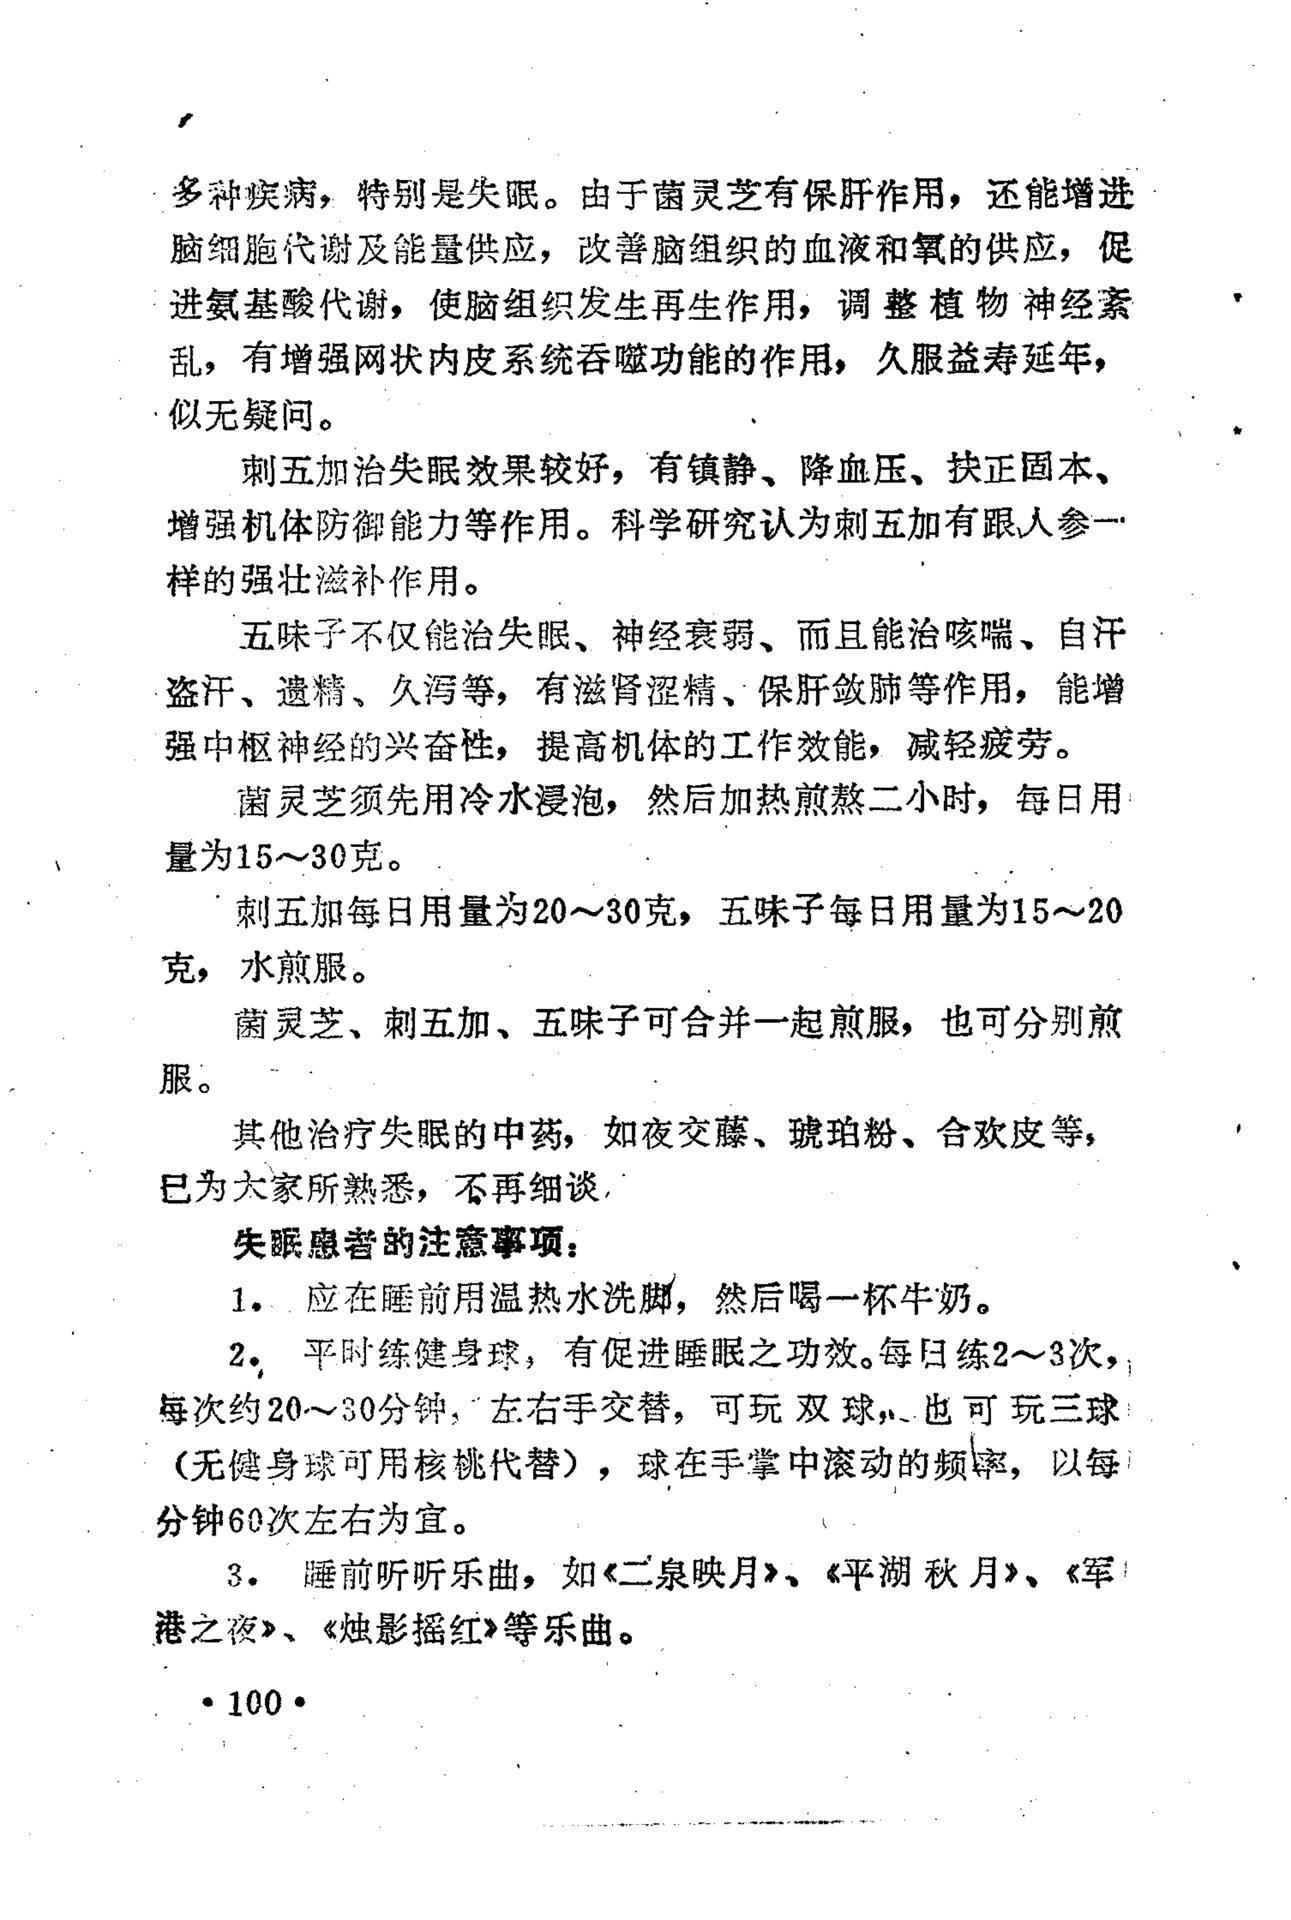 多种疾病，特别是失眠。由于菌灵芝有保肝作用，还能增进
脑细胞代谢及能量供应，改善脑组织的血液和氧的供应，促
进氨基酸代谢，使脑组织发生再生作用，调整植物神经紊
乱，有增强网状内皮系统吞噬功能的作用，久服益寿延年，
似无疑问。
刺五加治失眠效果较好，有镇静、降血压、扶正固本、
增强机体防御能力等作用。科学研究认为刺五加有跟人参一
样的强壮滋补作用。
五味子不仅能治失眠、神经衰弱、而且能治咳喘、自汗
盗汗、遗精、久泻等，有滋肾涩精、保肝敛肺等作用，能增
强中枢神经的兴奋性，提高机体的工作效能，减轻疲劳。
菌灵芝须先用冷水浸泡，然后加热煎熬二小时，每日用
量为15～30克。
刺五加每日用量为20～30克，五味子每日用量为15～20
克，水煎服。
菌灵芝、刺五加、五味子可合并一起煎服，也可分别煎
服。
其他治疗失眠的中药，如夜交藤、琥珀粉、合欢皮等，
已为大家所熟悉，不再细谈.
失眠患者的注意事项：
1. 应在睡前用温热水洗脚，然后喝一杯牛奶。
2. 平时练健身球，有促进睡眠之功效。每日练2～3次，
每次约20～30分钟，左右手交替，可玩双球，也可玩三球
（无健身球可用核桃代替），球在手掌中滚动的频率，以每
分钟60次左右为宜。
3. 睡前听听乐曲，如《二泉映月》、《平湖秋月》、《军
港之夜》、《烛影摇红》等乐曲。
·100·